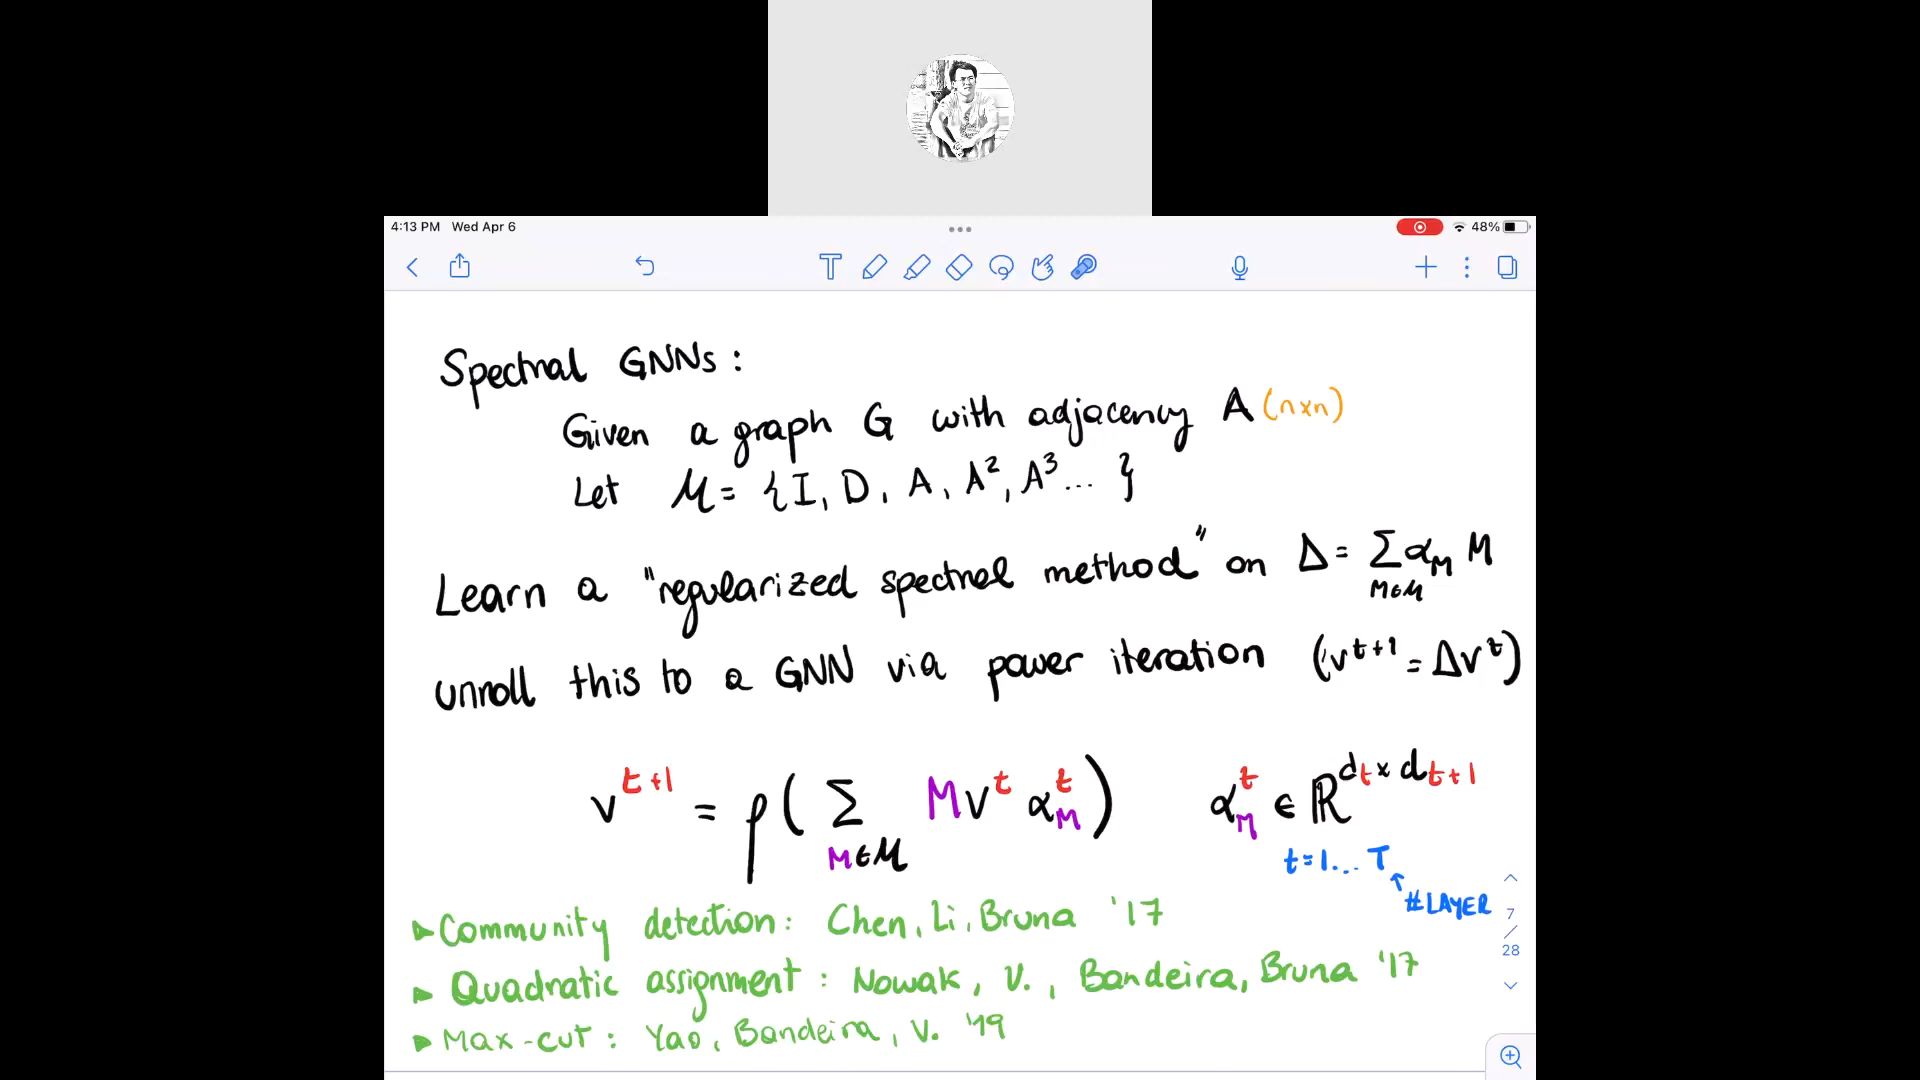 4:13 PM Wed Apr 6
48%
Spectral GNNs:
Given a graph G with adjacency A (n×n)
Let ℳ = {I, D, A, A², A³... }
Learn a "regularized spectral method" on Δ = Σ_{M∈ℳ} α_M M
unroll this to a GNN via power iteration (v^{t+1} = Δv^t)
v^{t+1} = ρ( Σ_{M∈ℳ} M v^t α_M^t ) α_M^t ∈ ℝ^{d_t × d_{t+1}}
t=1... T
#LAYER
7
/
28
▶ Community detection: Chen, Li, Bruna '17
▶ Quadratic assignment: Nowak, V., Bandeira, Bruna '17
▶ Max-cut: Yao, Bandeira, V. '19